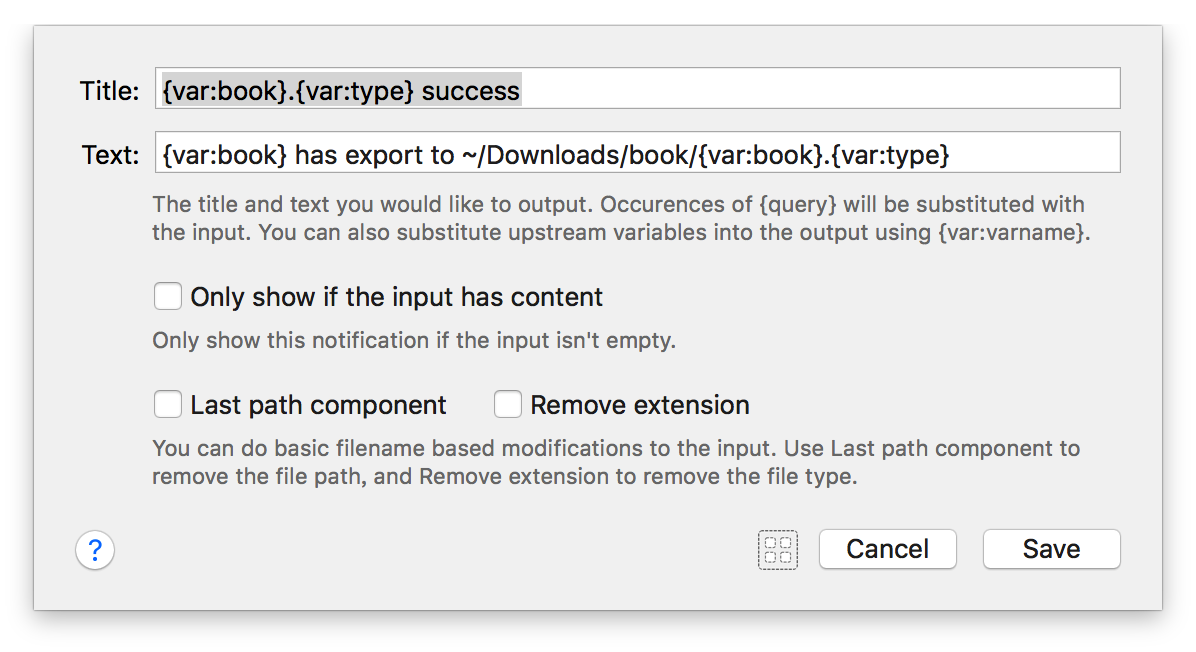 Title: {var:book}.{var:type} success
Text: {var:book} has export to ~/Downloads/book/{var:book}.{var:type}
The title and text you would like to output. Occurences of {query} will be substituted with
the input. You can also substitute upstream variables into the output using {var:varname}.
Only show if the input has content
Only show this notification if the input isn't empty.
Last path component Remove extension
You can do basic filename based modifications to the input. Use Last path component to
remove the file path, and Remove extension to remove the file type.
? Cancel Save